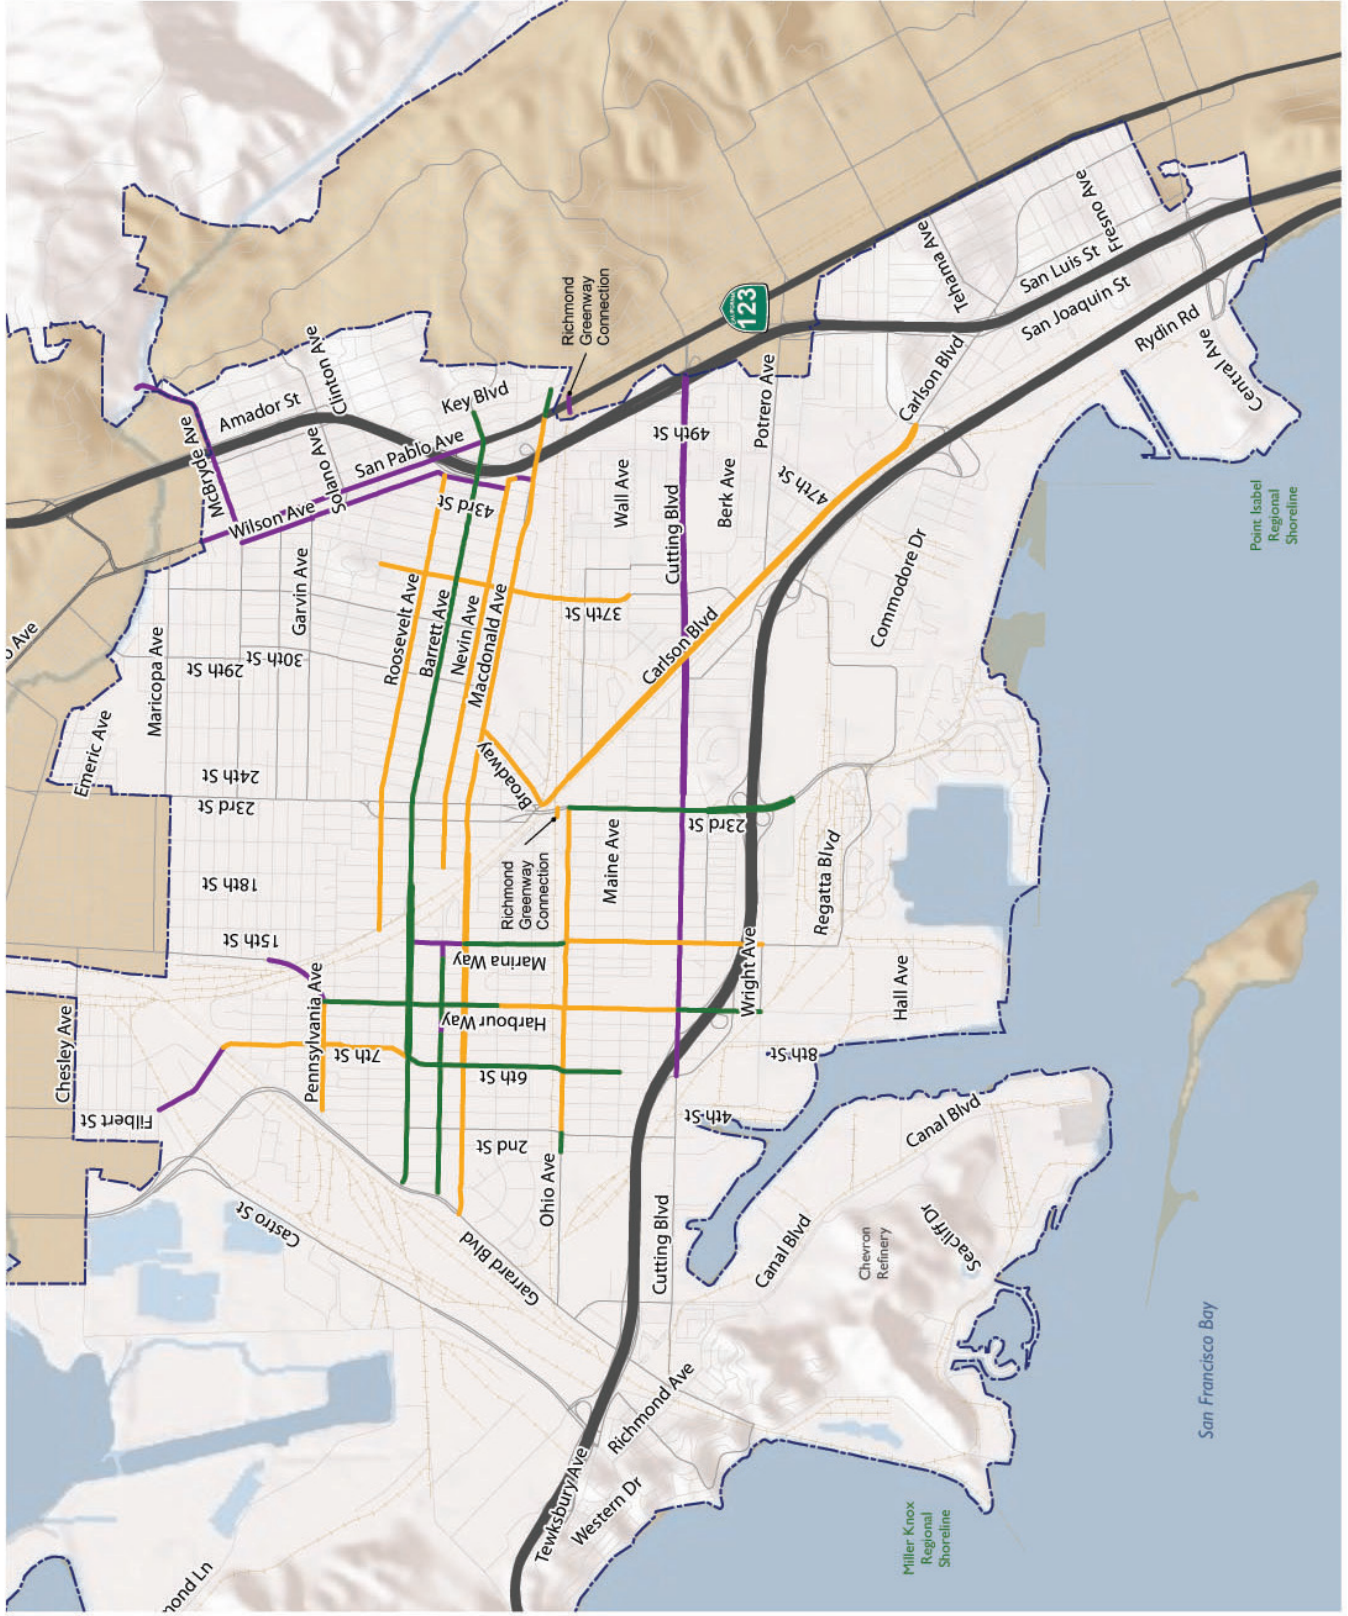 o Ave
Emeric Ave
Maricopa Ave
29th St
30th St
Garvin Ave
24th St
23rd St
18th St
15th St
McBryde Ave
Amador St
Clinton Ave
Solano Ave
San Pablo Ave
Wilson Ave
Key Blvd
43rd St
Richmond
Greenway
Connection
CALIFORNIA
123
Roosevelt Ave
Barrett Ave
Nevin Ave
Macdonald Ave
37th St
Wall Ave
Cutting Blvd
49th St
Berk Ave
Potrero Ave
47th St
Carlson Blvd
Carlson Blvd
Tehama Ave
Fresno Ave
San Luis St
San Joaquin St
Rydin Rd
Central Ave
Point Isabel
Regional
Shoreline
Commodore Dr
Broadway
Richmond
Greenway
Connection
Maine Ave
23rd St
Regatta Blvd
Marina Way
Harbour Way
Wright Ave
Hall Ave
8th St
4th St
Pennsylvania Ave
7th St
6th St
2nd St
Chesley Ave
Filbert St
Castro St
Garrard Blvd
Ohio Ave
Cutting Blvd
Canal Blvd
Canal Blvd
Seacliff Dr
Chevron
Refinery
Richmond Ave
Tewksbury Ave
Western Dr
Miller Knox
Regional
Shoreline
San Francisco Bay
mond Ln